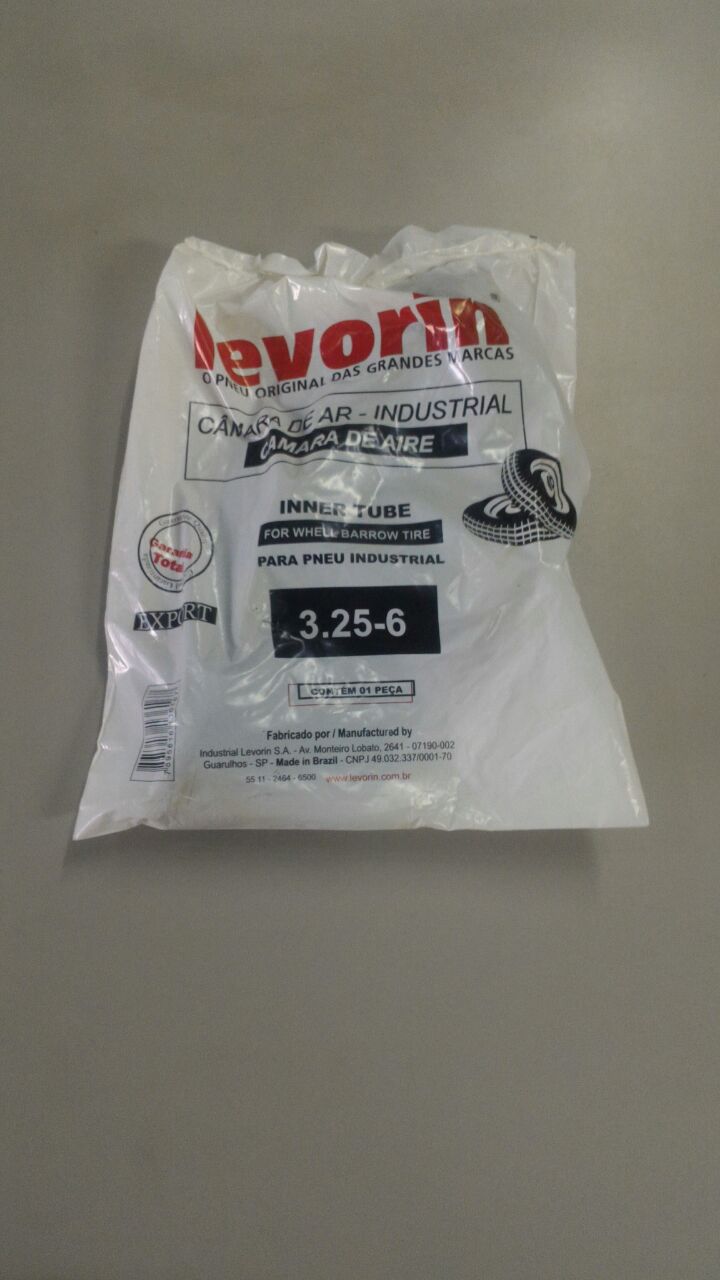 levorin
O PNEU ORIGINAL DAS GRANDES MARCAS
CÂMARA DE AR - INDUSTRIAL
CÁMARA DE AIRE
INNER TUBE
FOR WHELL BARROW TIRE
PARA PNEU INDUSTRIAL
Garantia
Total
EXPORT
3.25-6
CONTÉM 01 PEÇA
Fabricado por / Manufactured by
Industrial Levorin S.A. - Av. Monteiro Lobato, 2641 - 07190-002
Guarulhos - SP - Made in Brazil - CNPJ 49.032.337/0001-70
55 11 - 2464 - 6500 www.levorin.com.br